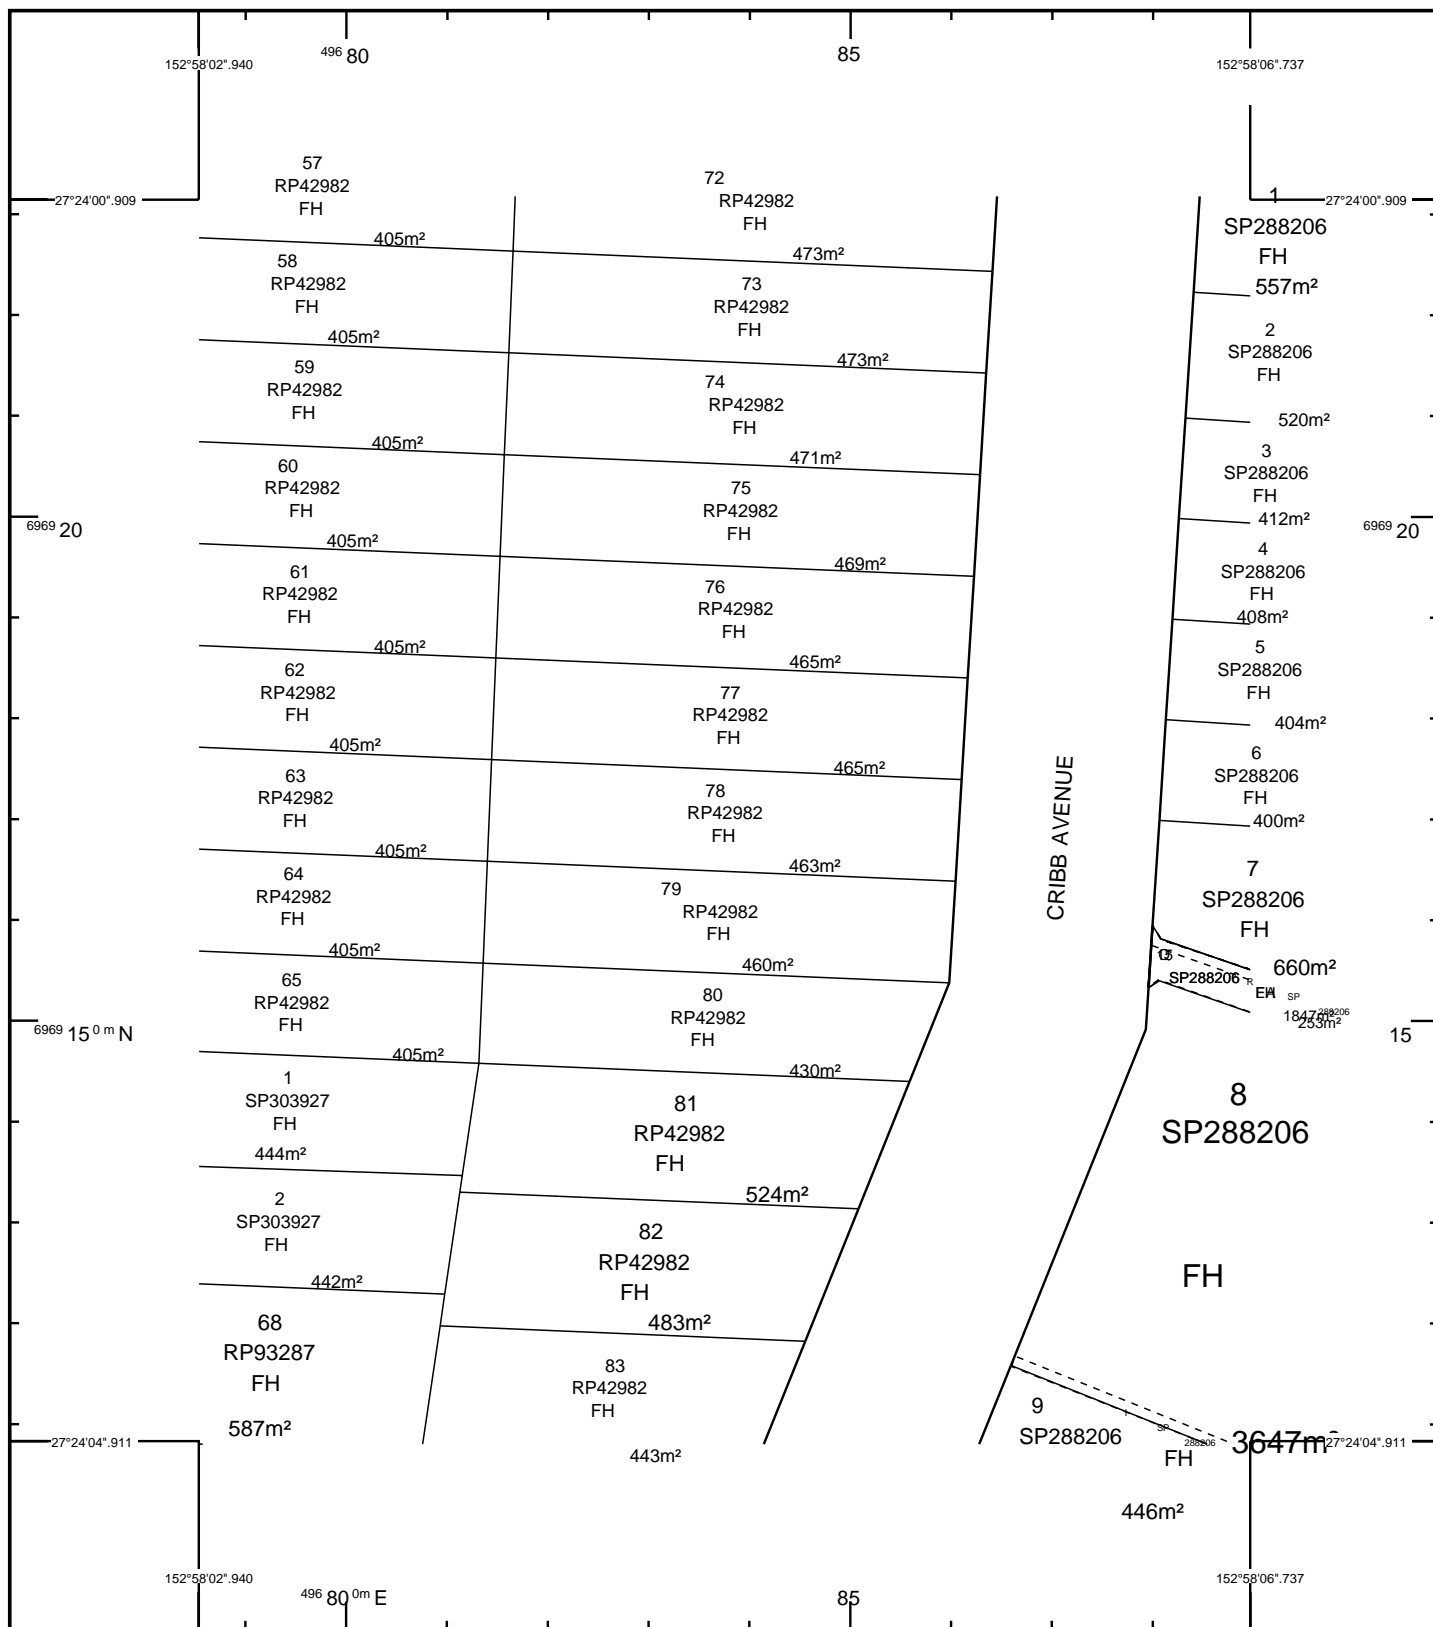 496 80
85
152°58'02".940
152°58'06".737
27°24'00".909
27°24'00".909
57
RP42982
FH
405m²
58
RP42982
FH
405m²
59
RP42982
FH
405m²
60
RP42982
FH
405m²
61
RP42982
FH
405m²
62
RP42982
FH
405m²
63
RP42982
FH
405m²
64
RP42982
FH
405m²
65
RP42982
FH
405m²
1
SP303927
FH
444m²
2
SP303927
FH
442m²
68
RP93287
FH
587m²
72
RP42982
FH
473m²
73
RP42982
FH
473m²
74
RP42982
FH
471m²
75
RP42982
FH
469m²
76
RP42982
FH
465m²
77
RP42982
FH
465m²
78
RP42982
FH
463m²
79
RP42982
FH
460m²
80
RP42982
FH
430m²
81
RP42982
FH
524m²
82
RP42982
FH
483m²
83
RP42982
FH
443m²
CRIBB AVENUE
1
SP288206
FH
557m²
2
SP288206
FH
520m²
3
SP288206
FH
412m²
4
SP288206
FH
408m²
5
SP288206
FH
404m²
6
SP288206
FH
400m²
7
SP288206
FH
660m²
SP288206
R
SP
288206
1847m²
253m²
8
SP288206
FH
3647m²
9
SP288206
FH
446m²
SP
288206
6969 20
6969 20
6969 15 0 m N
15
27°24'04".911
27°24'04".911
152°58'02".940
152°58'06".737
496 80 0m E
85